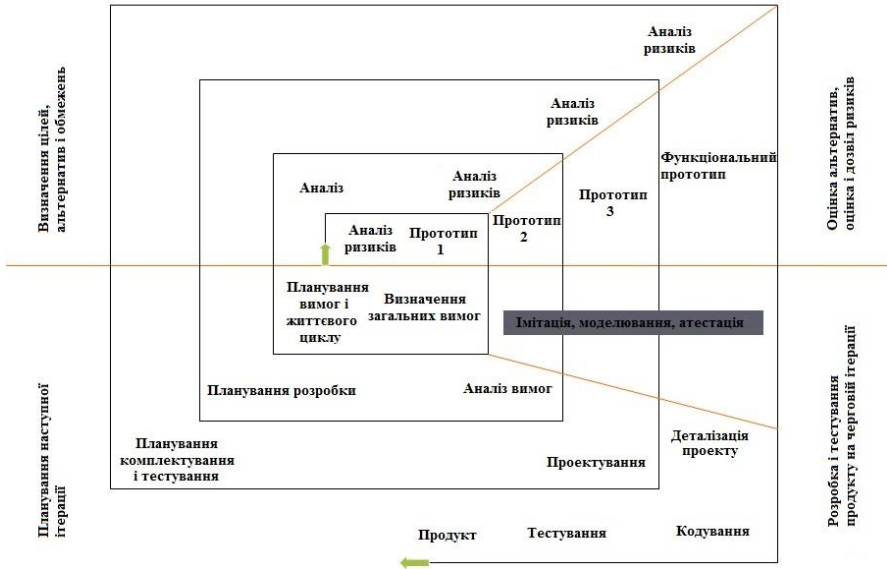 Визначення цілей,
альтернатив і обмежень
Аналіз
ризиків
Аналіз
ризиків
Функціональний
прототип
Оцінка альтернатив,
оцінка і дозвіл ризиків
Аналіз
Аналіз
ризиків
Прототип
3
Аналіз
ризиків
Прототип
1
Прототип
2
Планування
вимог і
життєвого
циклу
Визначення
загальних вимог
Імітація, моделювання, атестація
Планування розробки
Аналіз вимог
Планування наступної
ітерації
Планування
комплектування
і тестування
Проектування
Деталізація
проекту
Розробка і тестування
продукту на черговій ітерації
Продукт
Тестування
Кодування